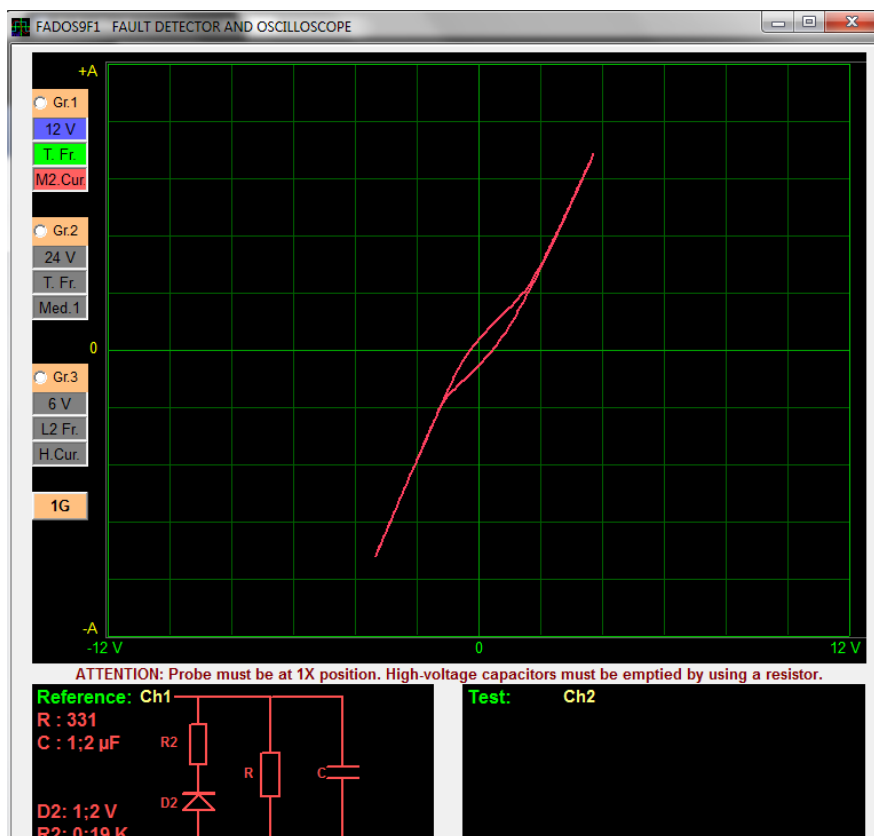 FADOS9F1 FAULT DETECTOR AND OSCILLOSCOPE
+A
Gr.1
12 V
T. Fr.
M2.Cur
Gr.2
24 V
T. Fr.
Med.1
0
Gr.3
6 V
L2 Fr.
H.Cur.
1G
-A
-12 V
0
12 V
ATTENTION: Probe must be at 1X position. High-voltage capacitors must be emptied by using a resistor.
Reference: Ch1
R : 331
C : 1;2 µF
R2
R
C
D2
D2: 1;2 V
R2: 0;19 K
Test: Ch2